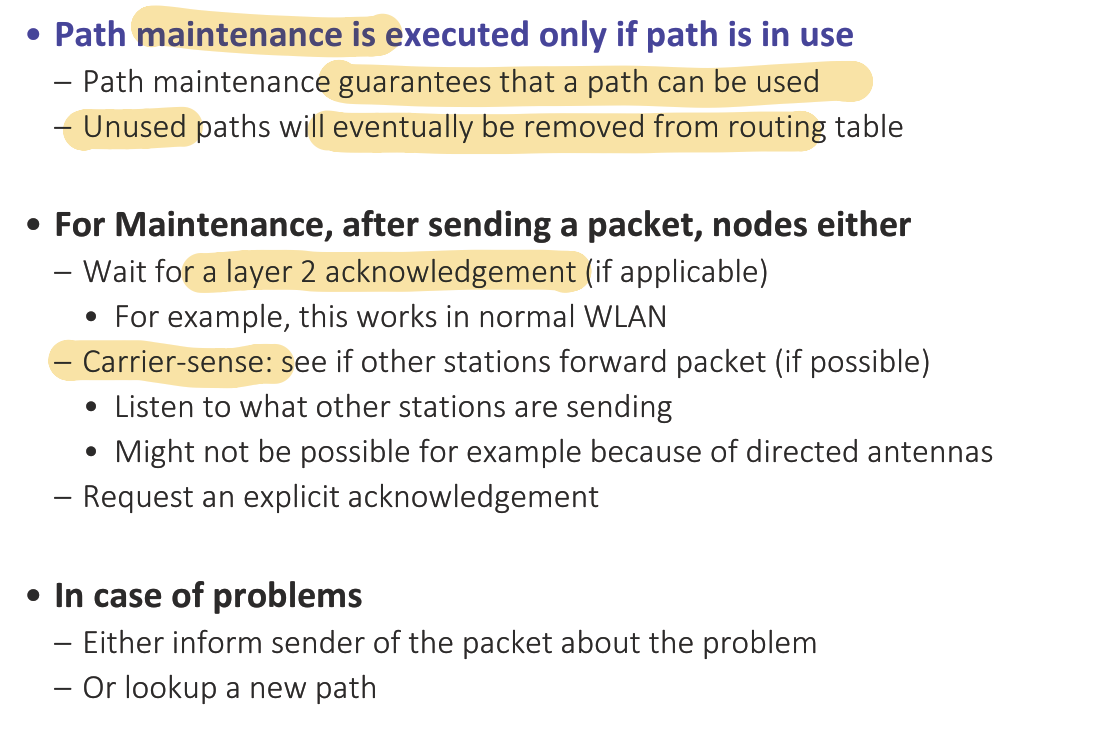 • Path maintenance is executed only if path is in use
– Path maintenance guarantees that a path can be used
– Unused paths will eventually be removed from routing table
• For Maintenance, after sending a packet, nodes either
– Wait for a layer 2 acknowledgement (if applicable)
• For example, this works in normal WLAN
– Carrier-sense: see if other stations forward packet (if possible)
• Listen to what other stations are sending
• Might not be possible for example because of directed antennas
– Request an explicit acknowledgement
• In case of problems
– Either inform sender of the packet about the problem
– Or lookup a new path